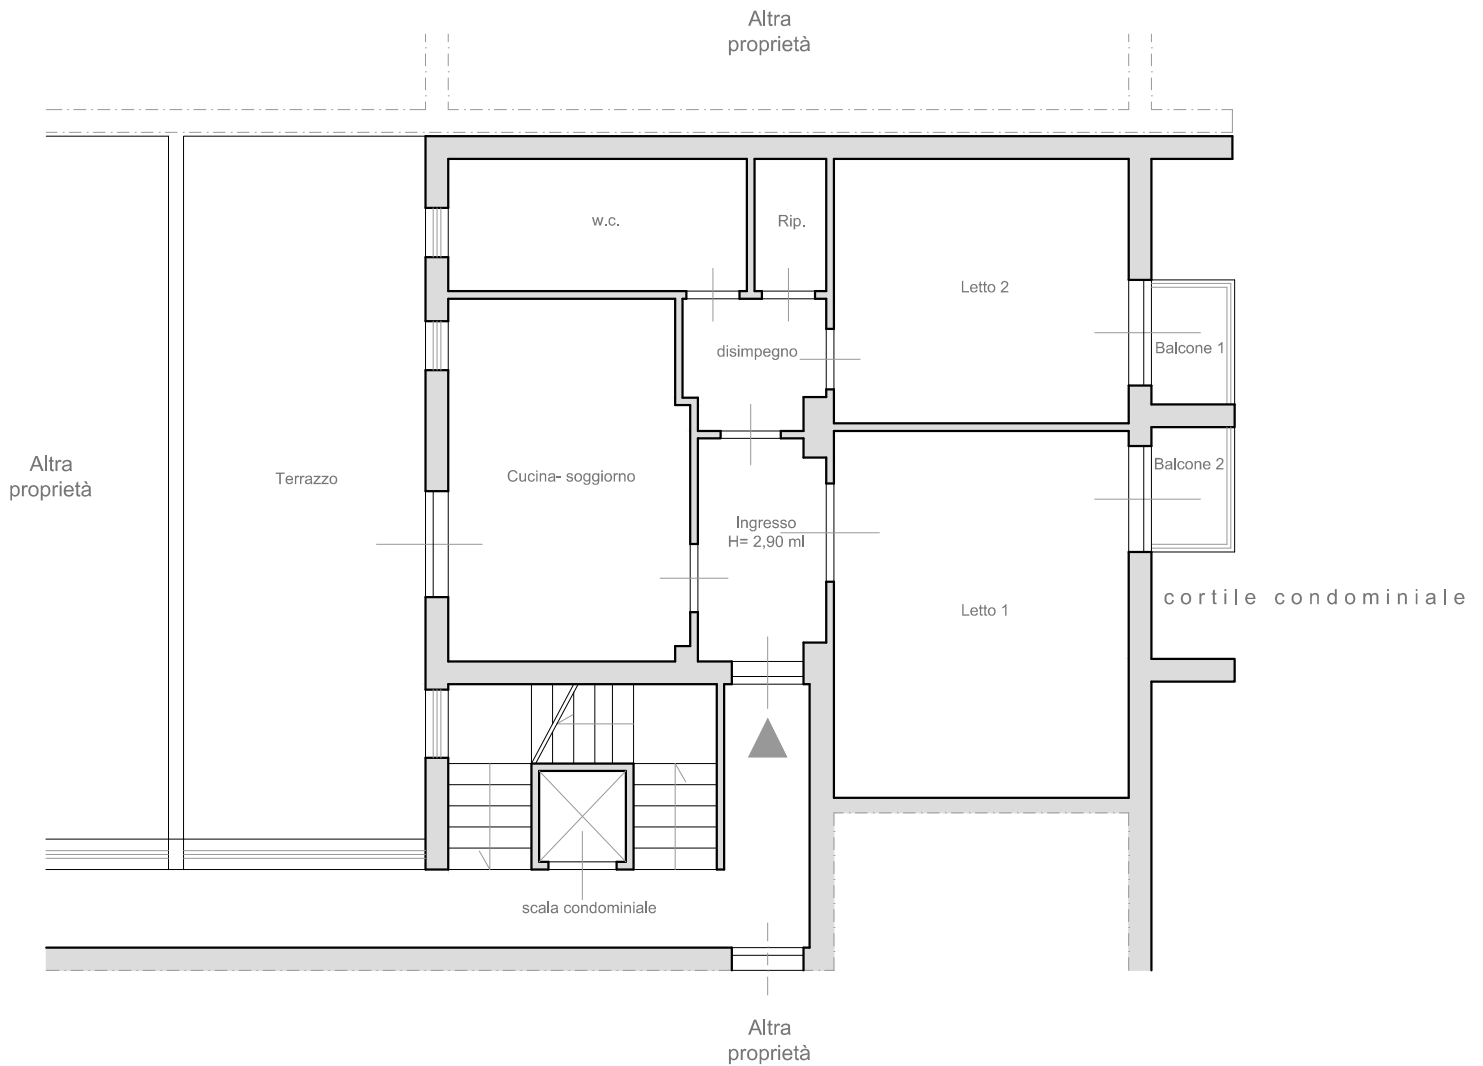 Altra
proprietà
w.c.
Rip.
Letto 2
disimpegno
Balcone 1
Altra
proprietà
Terrazzo
Cucina- soggiorno
Balcone 2
Ingresso
H= 2,90 ml
cortile condominiale
Letto 1
scala condominiale
Altra
proprietà